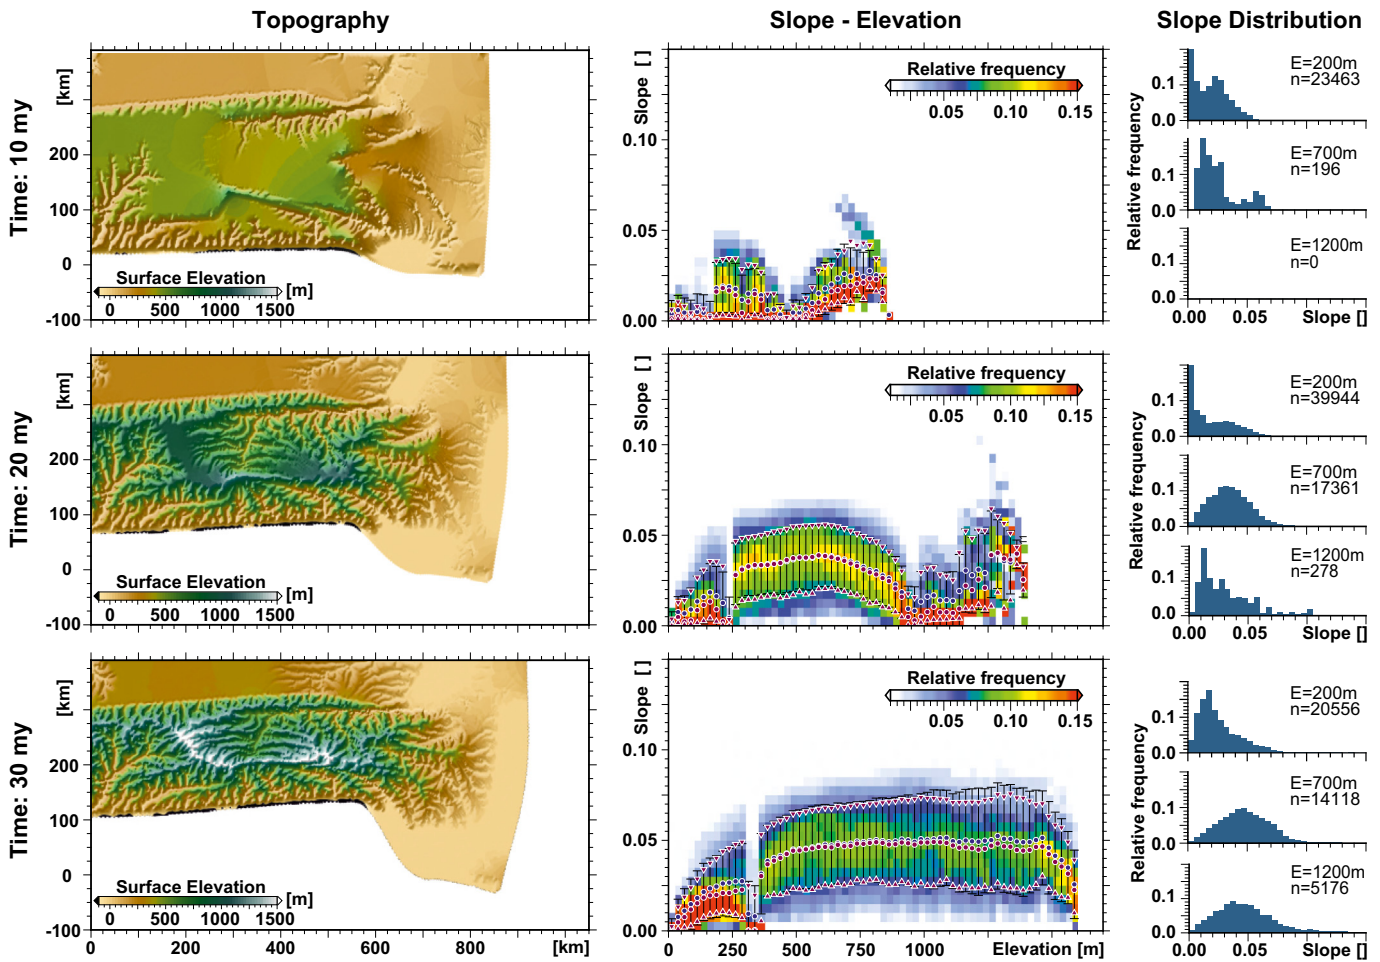 Topography
Slope - Elevation
Slope Distribution
Time: 10 my
[km]
200
100
0
-100
Surface Elevation
0 500 1000 1500 [m]
Slope [ ]
0.10
0.05
0.00
Relative frequency
0.05 0.10 0.15
Relative frequency
0.1
0.0
E=200m
n=23463
0.1
0.0
E=700m
n=196
0.1
0.0
E=1200m
n=0
0.00 0.05 Slope []
Time: 20 my
[km]
200
100
0
-100
Surface Elevation
0 500 1000 1500 [m]
Slope [ ]
0.10
0.05
0.00
Relative frequency
0.05 0.10 0.15
Relative frequency
0.1
0.0
E=200m
n=39944
0.1
0.0
E=700m
n=17361
0.1
0.0
E=1200m
n=278
0.00 0.05 Slope []
Time: 30 my
[km]
200
100
0
-100
Surface Elevation
0 500 1000 1500 [m]
0 200 400 600 800 [km]
Slope [ ]
0.10
0.05
0.00
Relative frequency
0.05 0.10 0.15
0 250 500 750 1000 Elevation [m]
Relative frequency
0.1
0.0
E=200m
n=20556
0.1
0.0
E=700m
n=14118
0.1
0.0
E=1200m
n=5176
0.00 0.05 Slope []